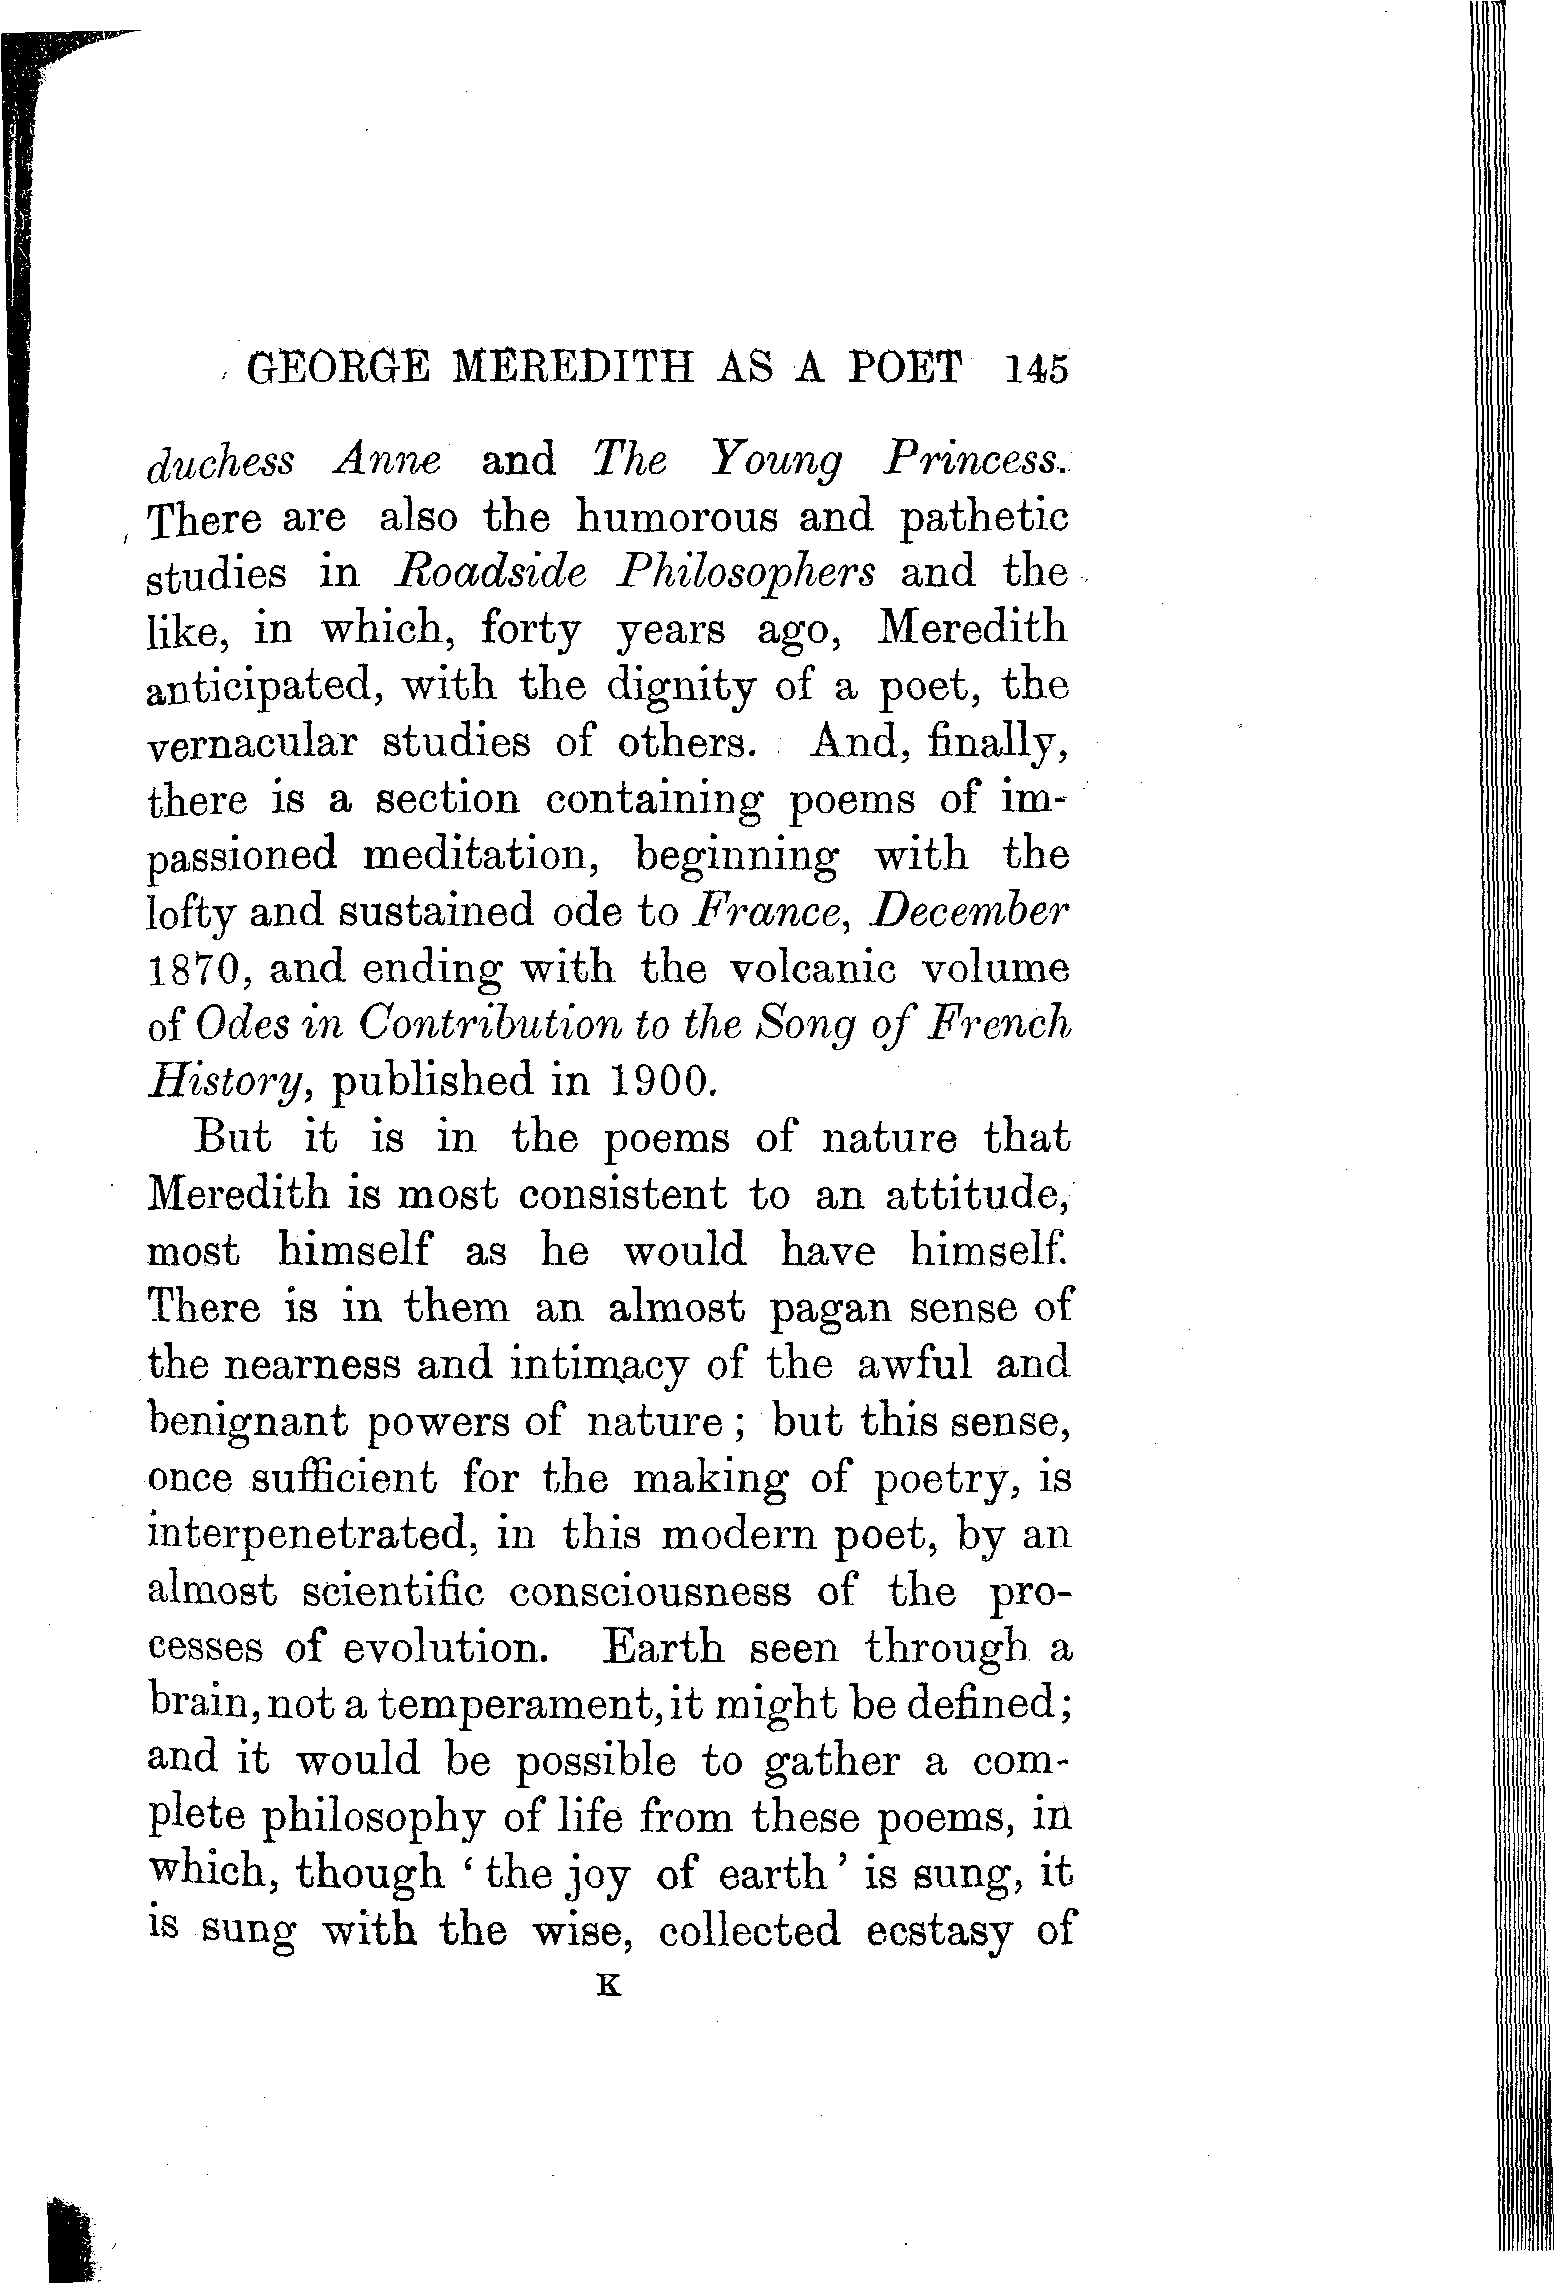 GEORGE MEREDITH AS A POET 145
duchess Anne and The Young Princess.
There are also the humorous and pathetic
studies in Roadside Philosophers and the
like, in which, forty years ago, Meredith
anticipated, with the dignity of a poet, the
vernacular studies of others. And, finally,
there is a section containing poems of im-
passioned meditation, beginning with the
lofty and sustained ode to France, December
1870, and ending with the volcanic volume
of Odes in Contribution to the Song of French
History, published in 1900.
But it is in the poems of nature that
Meredith is most consistent to an attitude,
most himself as he would have himself.
There is in them an almost pagan sense of
the nearness and intimacy of the awful and
benignant powers of nature ; but this sense,
once sufficient for the making of poetry, is
interpenetrated, in this modern poet, by an
almost scientific consciousness of the pro-
cesses of evolution. Earth seen through a
brain, not a temperament, it might be defined;
and it would be possible to gather a com-
plete philosophy of life from these poems, in
which, though ‘ the joy of earth ’ is sung, it
is sung with the wise, collected ecstasy of
K